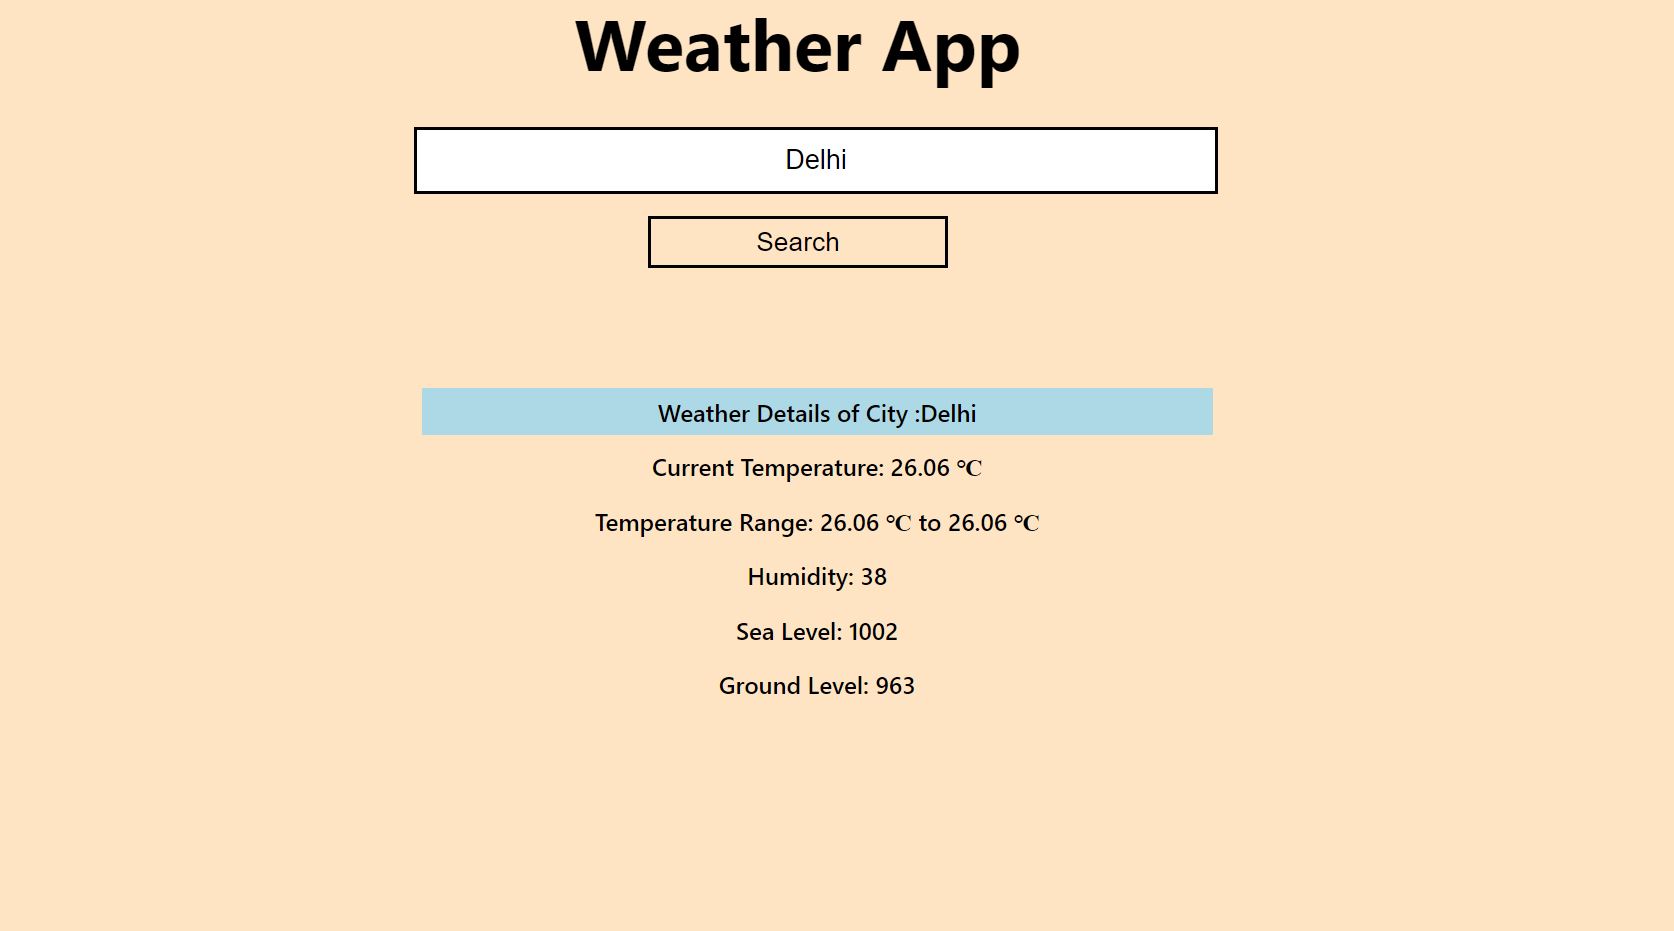 Weather App
Delhi
Search
Weather Details of City :Delhi
Current Temperature: 26.06 ℃
Temperature Range: 26.06 ℃ to 26.06 ℃
Humidity: 38
Sea Level: 1002
Ground Level: 963